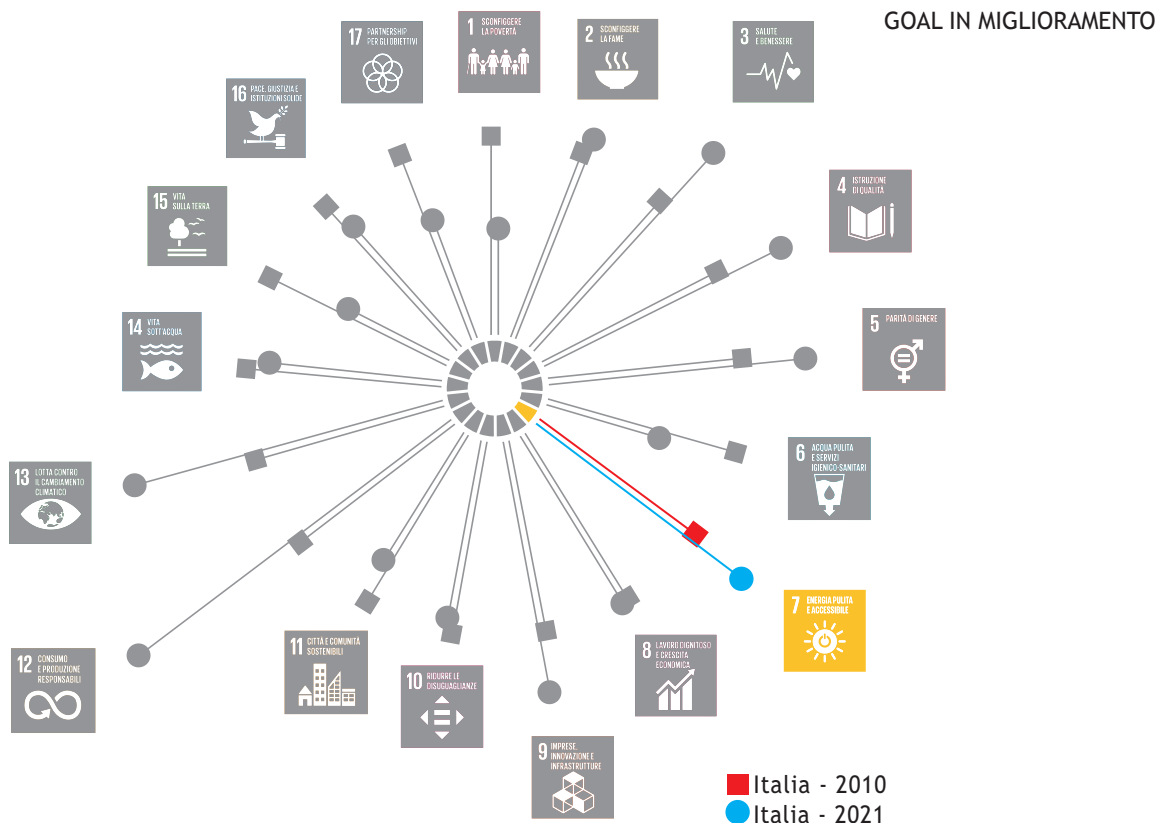 GOAL IN MIGLIORAMENTO
17 PARTNERSHIP
PER GLI OBIETTIVI
1 SCONFIGGERE
LA POVERTÀ
2 SCONFIGGERE
LA FAME
3 SALUTE
E BENESSERE
16 PACE, GIUSTIZIA E
ISTITUZIONI SOLIDE
4 ISTRUZIONE
DI QUALITÀ
15 VITA
SULLA TERRA
5 PARITÀ DI GENERE
14 VITA
SOTT'ACQUA
6 ACQUA PULITA
E SERVIZI
IGIENICO-SANITARI
13 LOTTA CONTRO
IL CAMBIAMENTO
CLIMATICO
7 ENERGIA PULITA
E ACCESSIBILE
12 CONSUMO
E PRODUZIONE
RESPONSABILI
11 CITTÀ E COMUNITÀ
SOSTENIBILI
10 RIDURRE LE
DISUGUAGLIANZE
8 LAVORO DIGNITOSO
E CRESCITA
ECONOMICA
9 IMPRESE,
INNOVAZIONE E
INFRASTRUTTURE
Italia - 2010
Italia - 2021